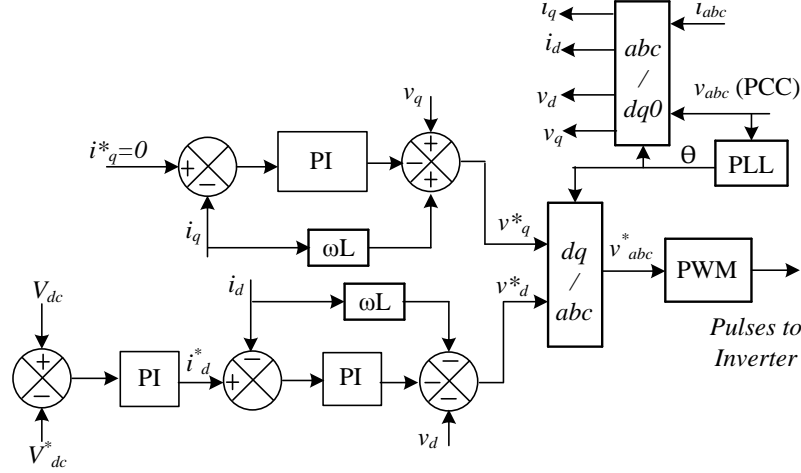 i_q
i_abc
i_d
abc
/
dq0
v_d
v_abc (PCC)
v_q
v_q
θ
PLL
i*_q=0
+
−
PI
+
−
+
i_q
ωL
v*_q
dq
/
abc
v*_abc
PWM
v*_d
Pulses to
Inverter
i_d
ωL
V_dc
+
−
PI
i*_d
−
+
PI
−
−
−
V*_dc
v_d